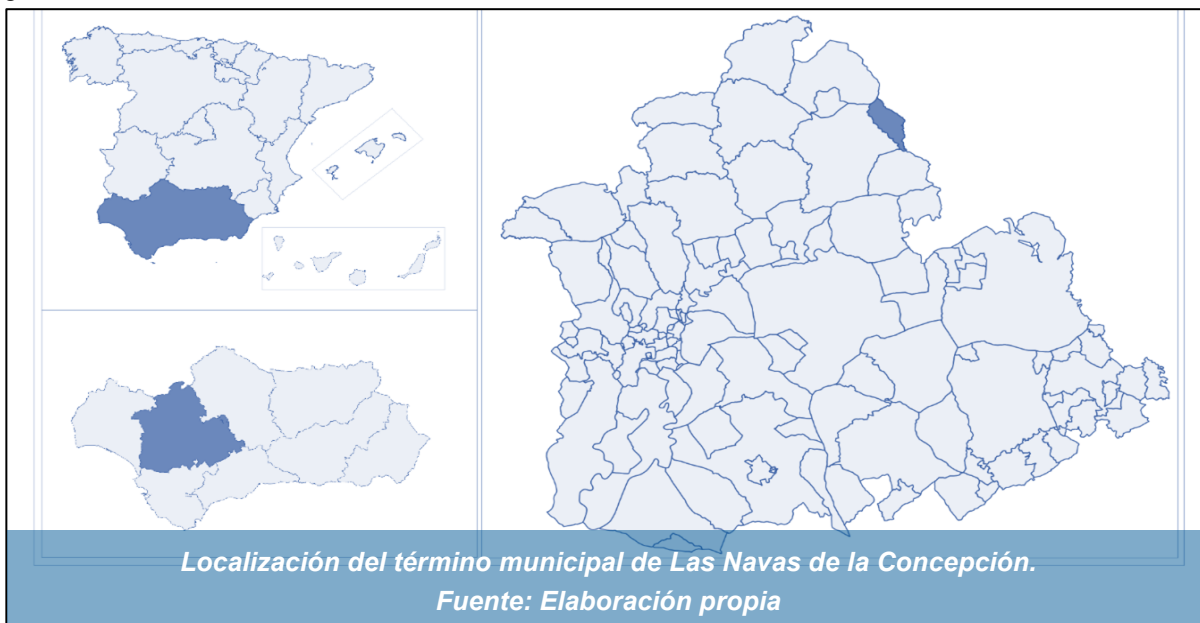 Localización del término municipal de Las Navas de la Concepción.
Fuente: Elaboración propia